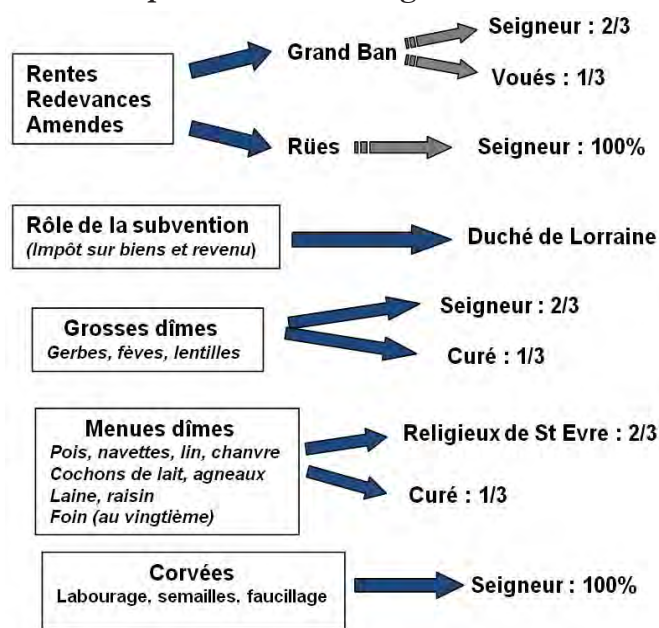 Rentes
Redevances
Amendes
Grand Ban
Seigneur : 2/3
Voués : 1/3
Rües
Seigneur : 100%
Rôle de la subvention
(Impôt sur biens et revenu)
Duché de Lorraine
Grosses dîmes
Gerbes, fèves, lentilles
Seigneur : 2/3
Curé : 1/3
Menues dîmes
Pois, navettes, lin, chanvre
Cochons de lait, agneaux
Laine, raisin
Foin (au vingtième)
Religieux de St Evre : 2/3
Curé : 1/3
Corvées
Labourage, semailles, faucillage
Seigneur : 100%